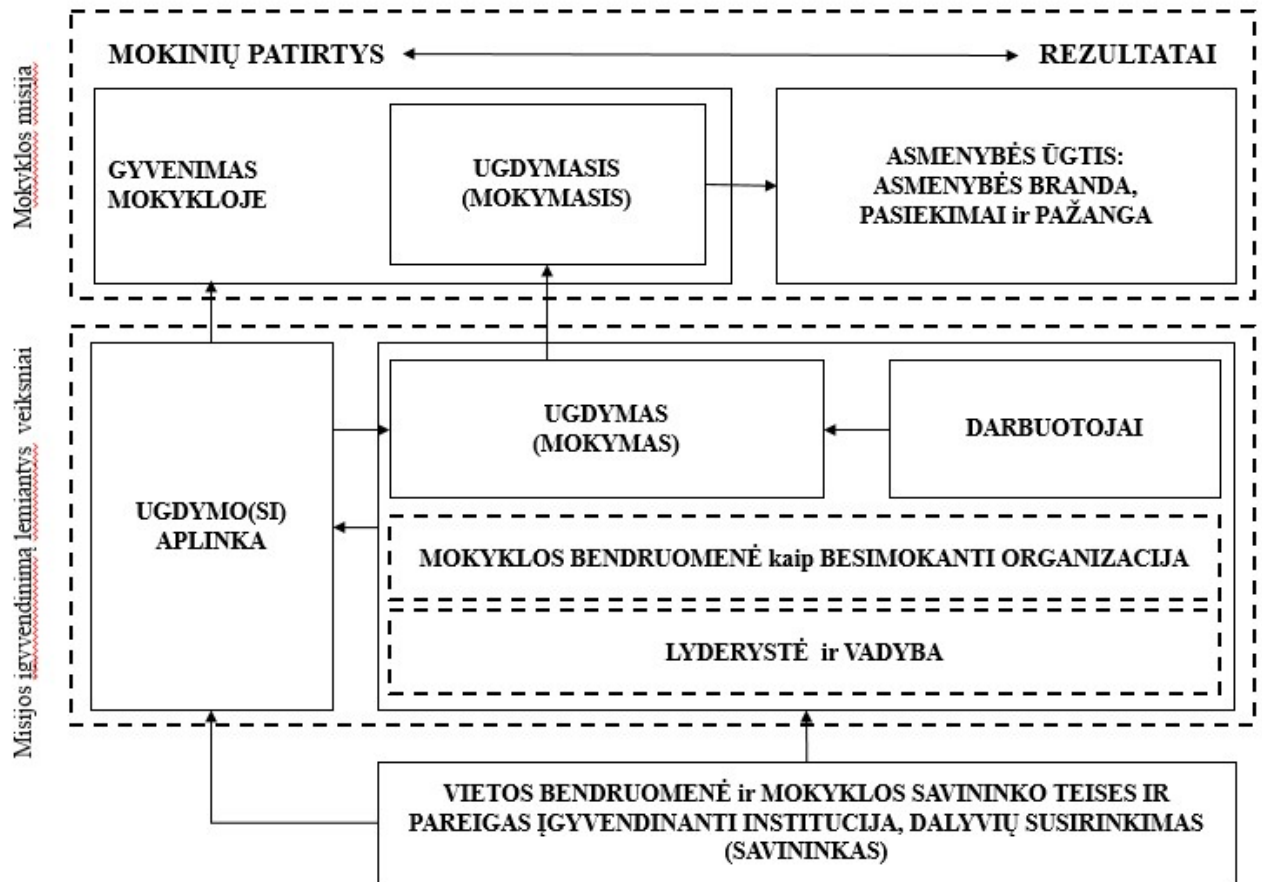 Mokyklos misija
MOKINIŲ PATIRTYS
REZULTATAI
GYVENIMAS
MOKYKLOJE
UGDYMASIS
(MOKYMASIS)
ASMENYBĖS ŪGTIS:
ASMENYBĖS BRANDA,
PASIEKIMAI ir PAŽANGA
Misijos įgyvendinimą lemiantys veiksniai
UGDYMO(SI)
APLINKA
UGDYMAS
(MOKYMAS)
DARBUOTOJAI
MOKYKLOS BENDRUOMENĖ kaip BESIMOKANTI ORGANIZACIJA
LYDERYSTĖ ir VADYBA
VIETOS BENDRUOMENĖ ir MOKYKLOS SAVININKO TEISES IR
PAREIGAS ĮGYVENDINANTI INSTITUCIJA, DALYVIŲ SUSIRINKIMAS
(SAVININKAS)